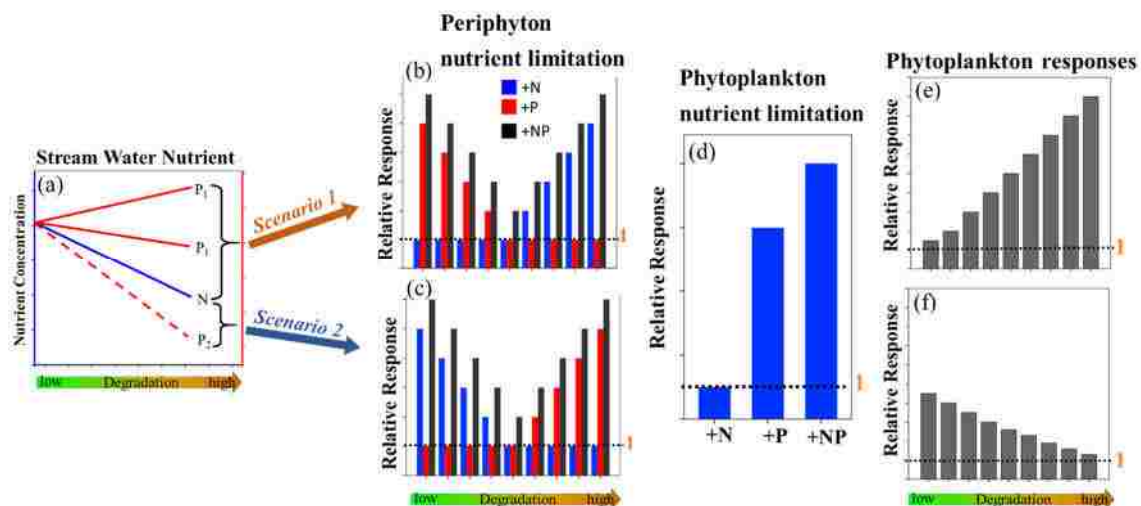 Periphyton
nutrient limitation
Phytoplankton
nutrient limitation
Phytoplankton responses
Stream Water Nutrient
(a)
Nutrient Concentration
P1
P1
N
P2
low Degradation high
Scenario 1
Scenario 2
(b)
+N
+P
+NP
Relative Response
1
(c)
Relative Response
1
low Degradation high
(d)
Relative Response
1
+N +P +NP
(e)
Relative Response
1
(f)
Relative Response
1
low Degradation high